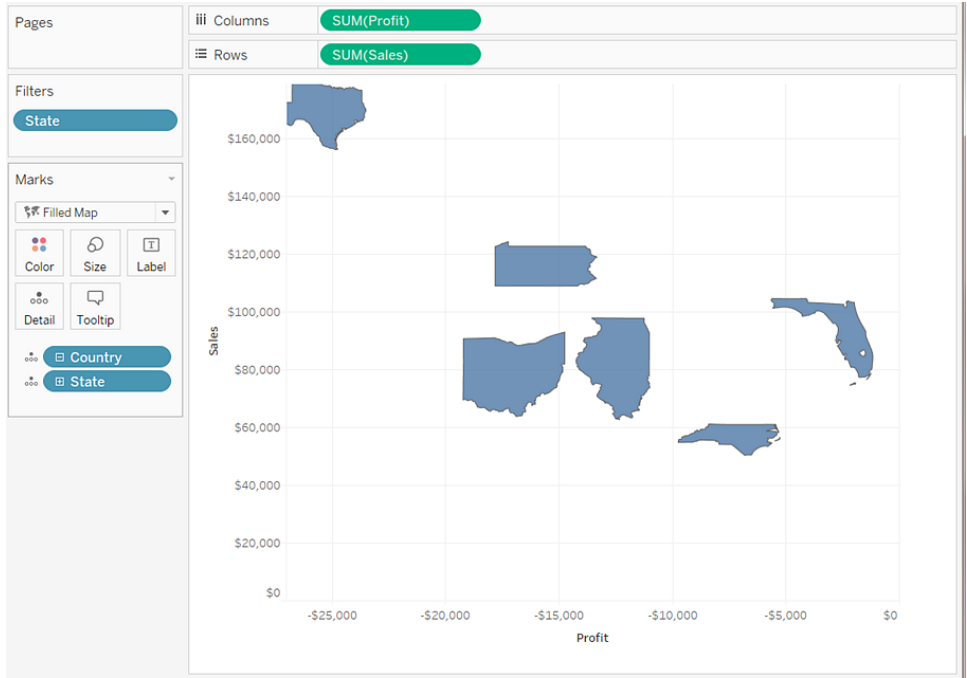 Pages
Columns
SUM(Profit)
Rows
SUM(Sales)
Filters
State
Marks
Filled Map
Color
Size
Label
Detail
Tooltip
Country
State
Sales
$160,000
$140,000
$120,000
$100,000
$80,000
$60,000
$40,000
$20,000
$0
-$25,000
-$20,000
-$15,000
-$10,000
-$5,000
$0
Profit